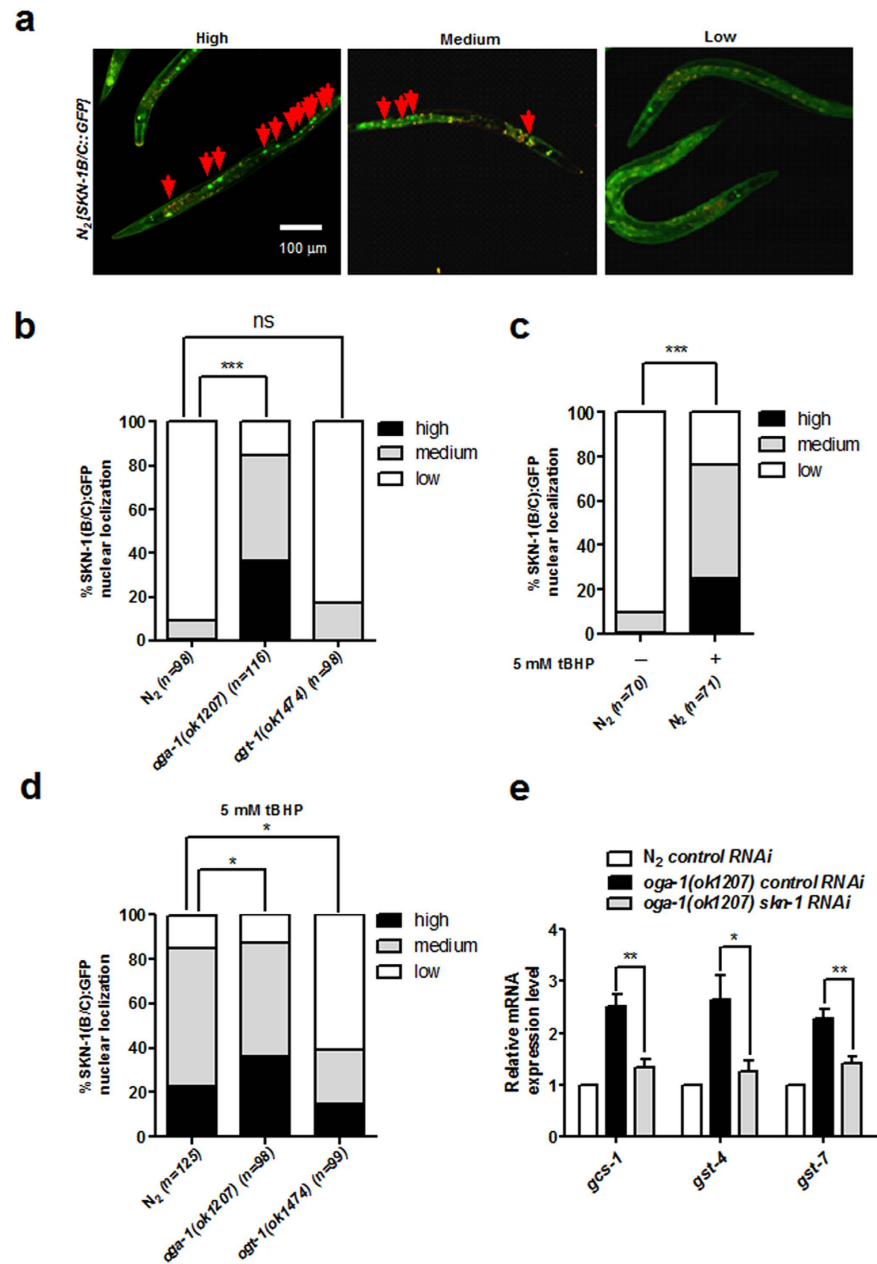 a
High
Medium
Low
N2[SKN-1B/C::GFP]
100 µm
b
ns
***
100
80
60
40
20
0
% SKN-1(B/C):GFP
nuclear loclization
high
medium
low
N2 (n=98)
oga-1(ok1207) (n=116)
ogt-1(ok1474) (n=98)
c
***
100
80
60
40
20
0
% SKN-1(B/C):GFP
nuclear localization
high
medium
low
5 mM tBHP
–
+
N2 (n=70)
N2 (n=71)
d
5 mM tBHP
*
*
100
80
60
40
20
0
% SKN-1(B/C):GFP
nuclear loclization
high
medium
low
N2 (n=125)
oga-1(ok1207) (n=98)
ogt-1(ok1474) (n=99)
e
N2 control RNAi
oga-1(ok1207) control RNAi
oga-1(ok1207) skn-1 RNAi
Relative mRNA
expression level
4
3
2
1
0
**
*
**
gcs-1
gst-4
gst-7